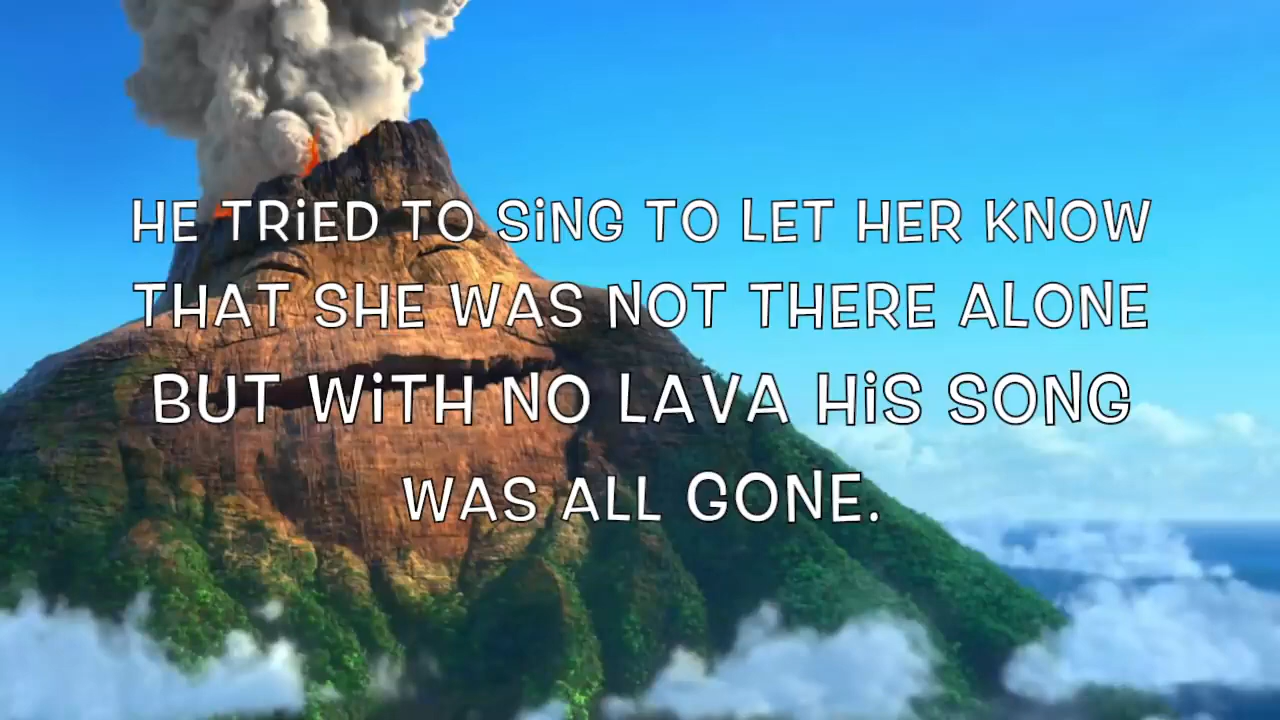 HE TRiED TO SiNG TO LET HER KNOW
THAT SHE WAS NOT THERE ALONE
BUT WiTH NO LAVA HiS SONG
WAS ALL GONE.